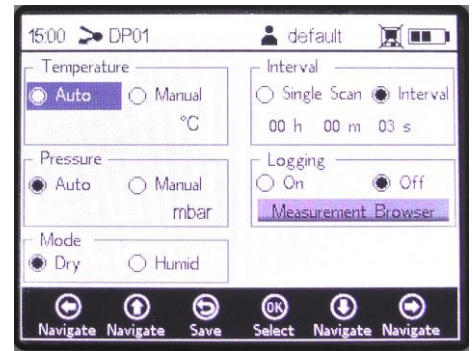 15:00 DP01 default
Temperature
Auto Manual
°C
Pressure
Auto Manual
mbar
Mode
Dry Humid
Interval
Single Scan Interval
00 h 00 m 03 s
Logging
On Off
Measurement Browser
Navigate Navigate Save OK Select Navigate Navigate